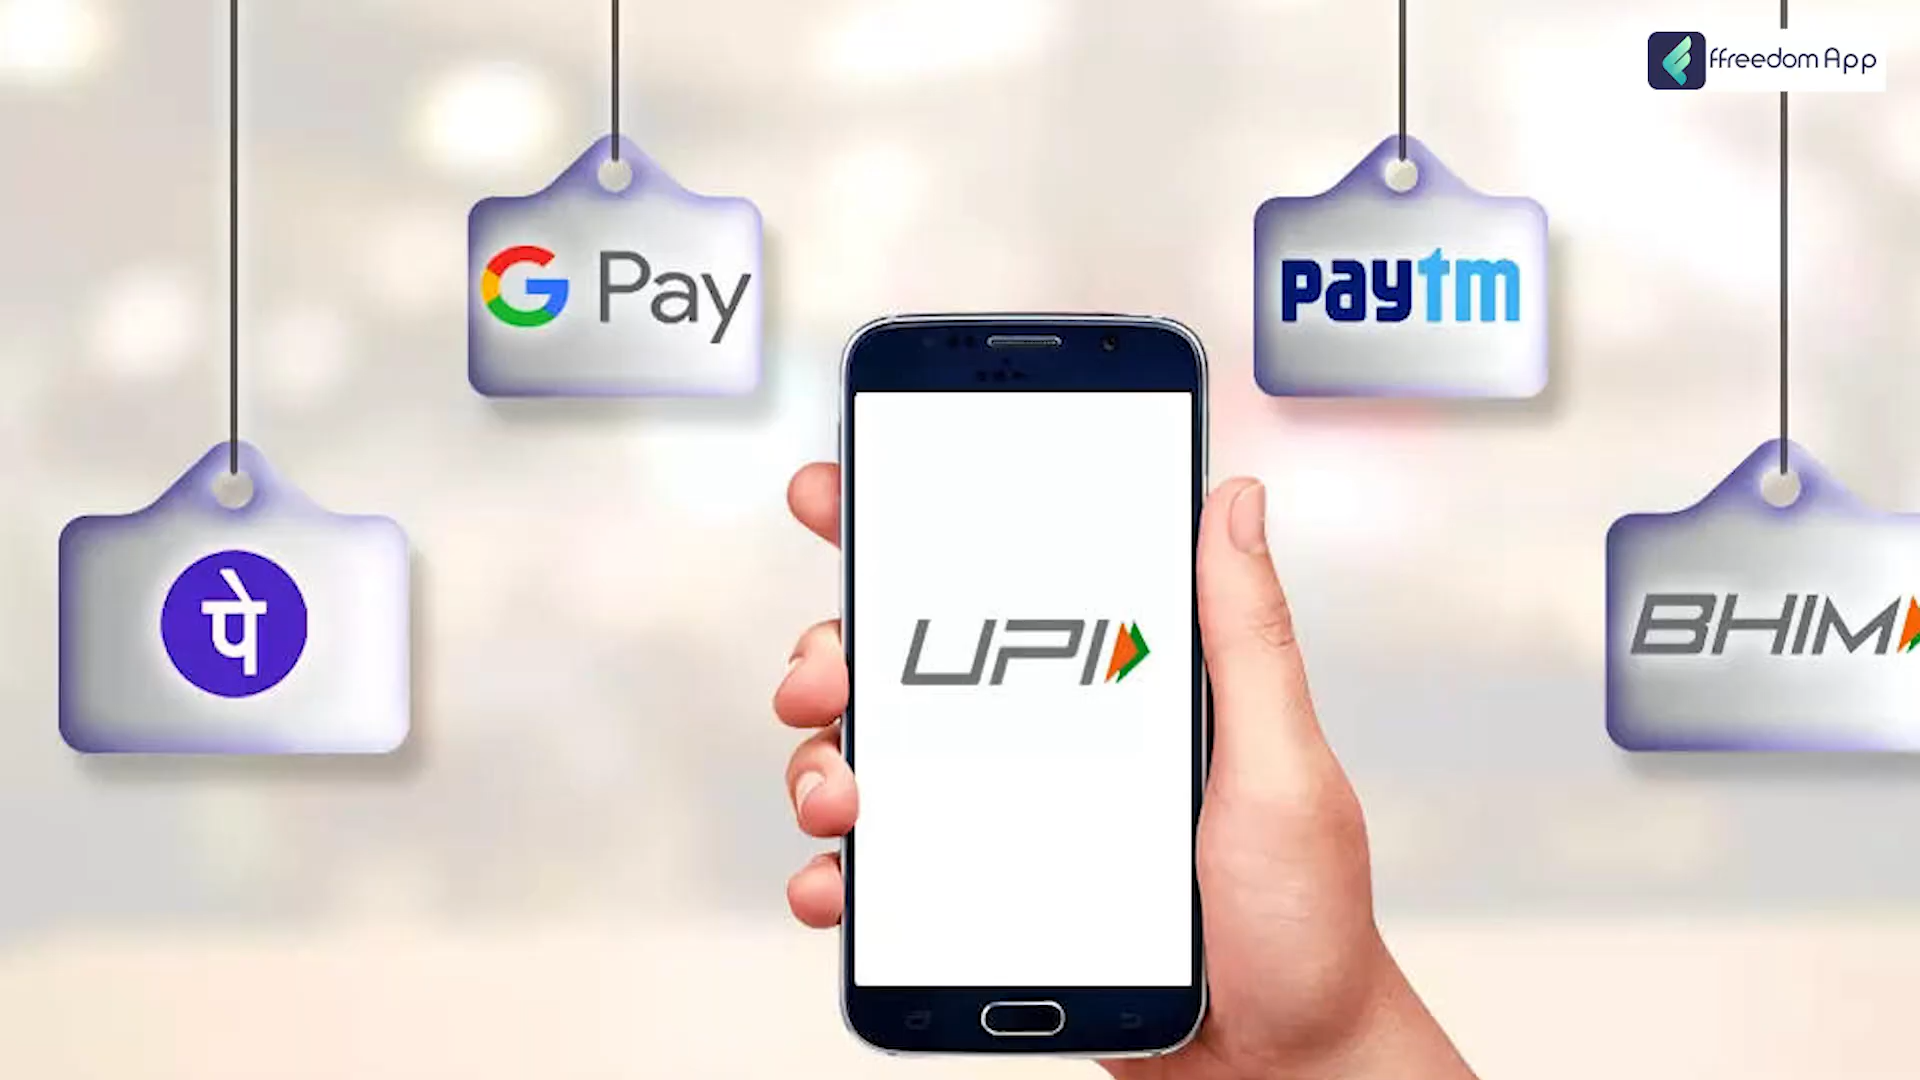 ffreedom App
G Pay
paytm
पे
UPI
BHIM